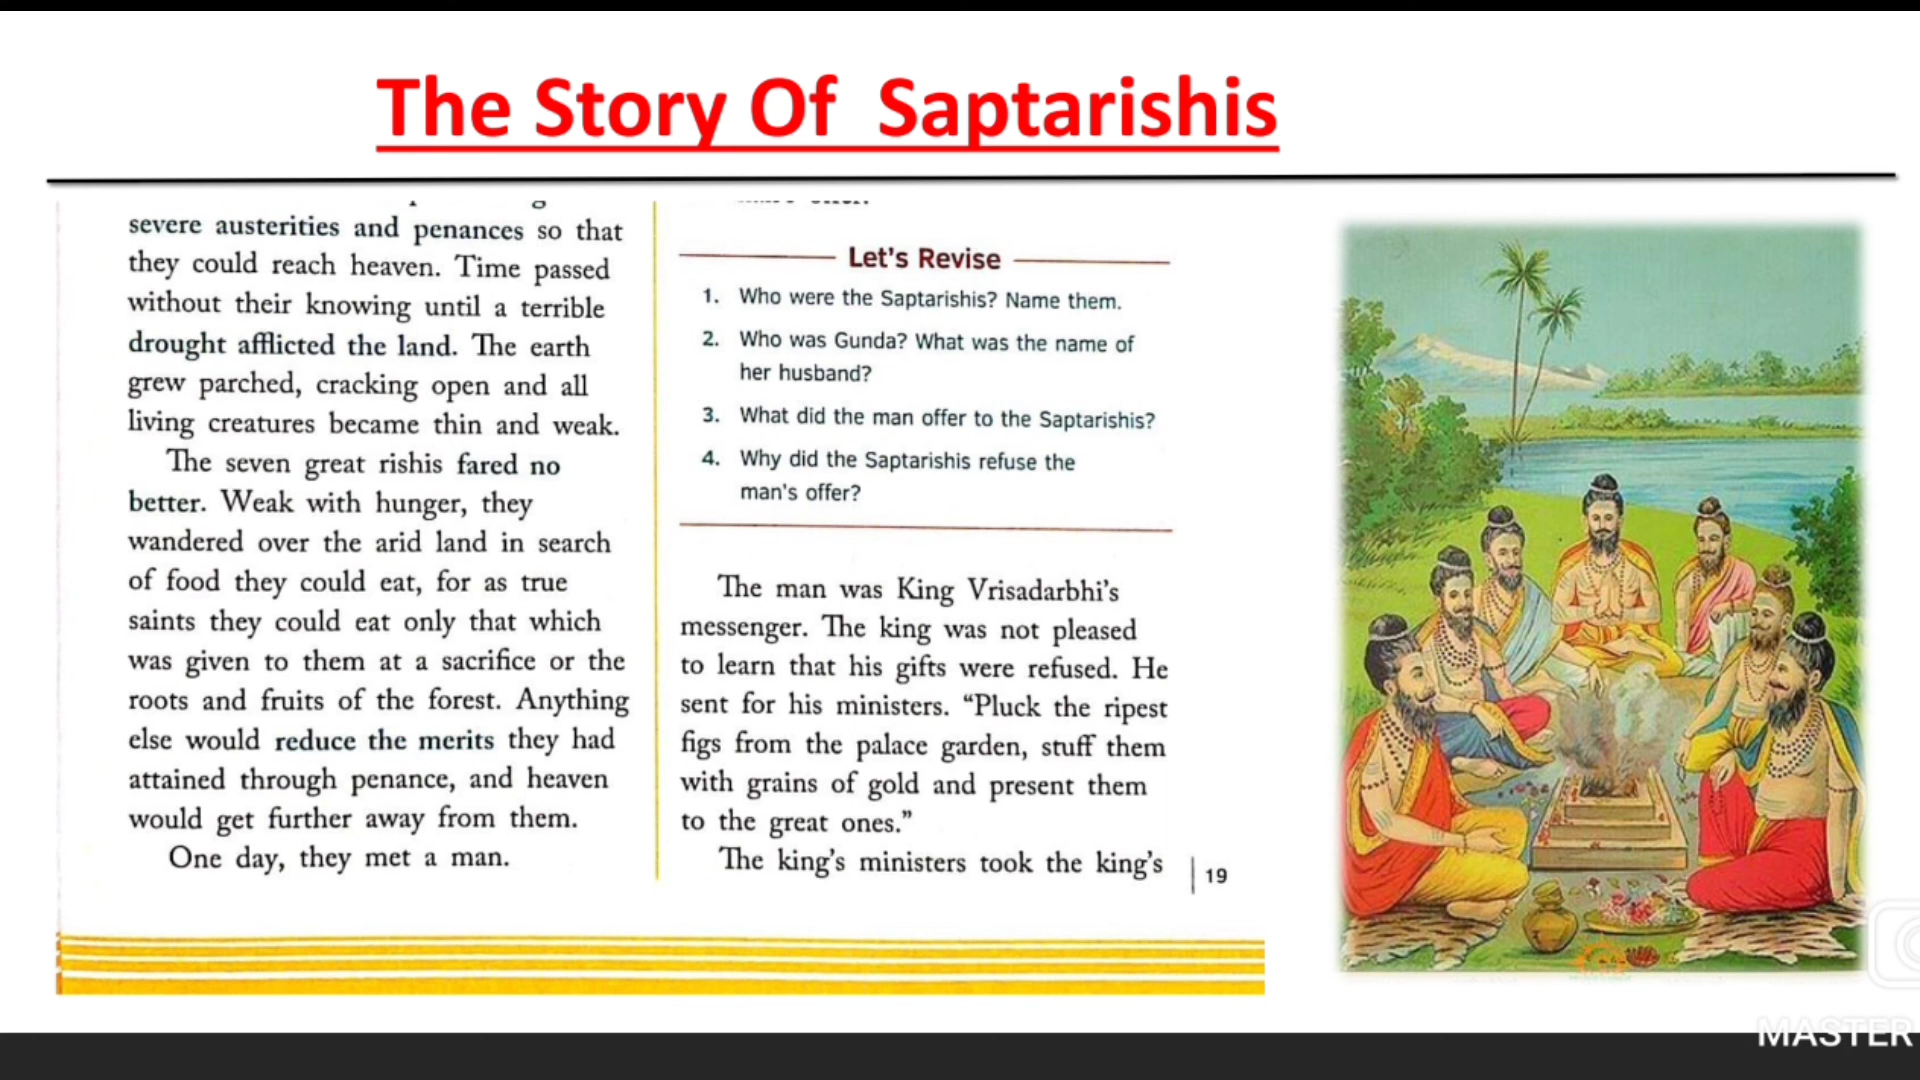 The Story Of Saptarishis
severe austerities and penances so that
they could reach heaven. Time passed
without their knowing until a terrible
drought afflicted the land. The earth
grew parched, cracking open and all
living creatures became thin and weak.
The seven great rishis fared no
better. Weak with hunger, they
wandered over the arid land in search
of food they could eat, for as true
saints they could eat only that which
was given to them at a sacrifice or the
roots and fruits of the forest. Anything
else would reduce the merits they had
attained through penance, and heaven
would get further away from them.
One day, they met a man.
Let's Revise
1. Who were the Saptarishis? Name them.
2. Who was Gunda? What was the name of
her husband?
3. What did the man offer to the Saptarishis?
4. Why did the Saptarishis refuse the
man's offer?
The man was King Vrisadarbhi's
messenger. The king was not pleased
to learn that his gifts were refused. He
sent for his ministers. “Pluck the ripest
figs from the palace garden, stuff them
with grains of gold and present them
to the great ones.”
The king's ministers took the king's
19
MASTER